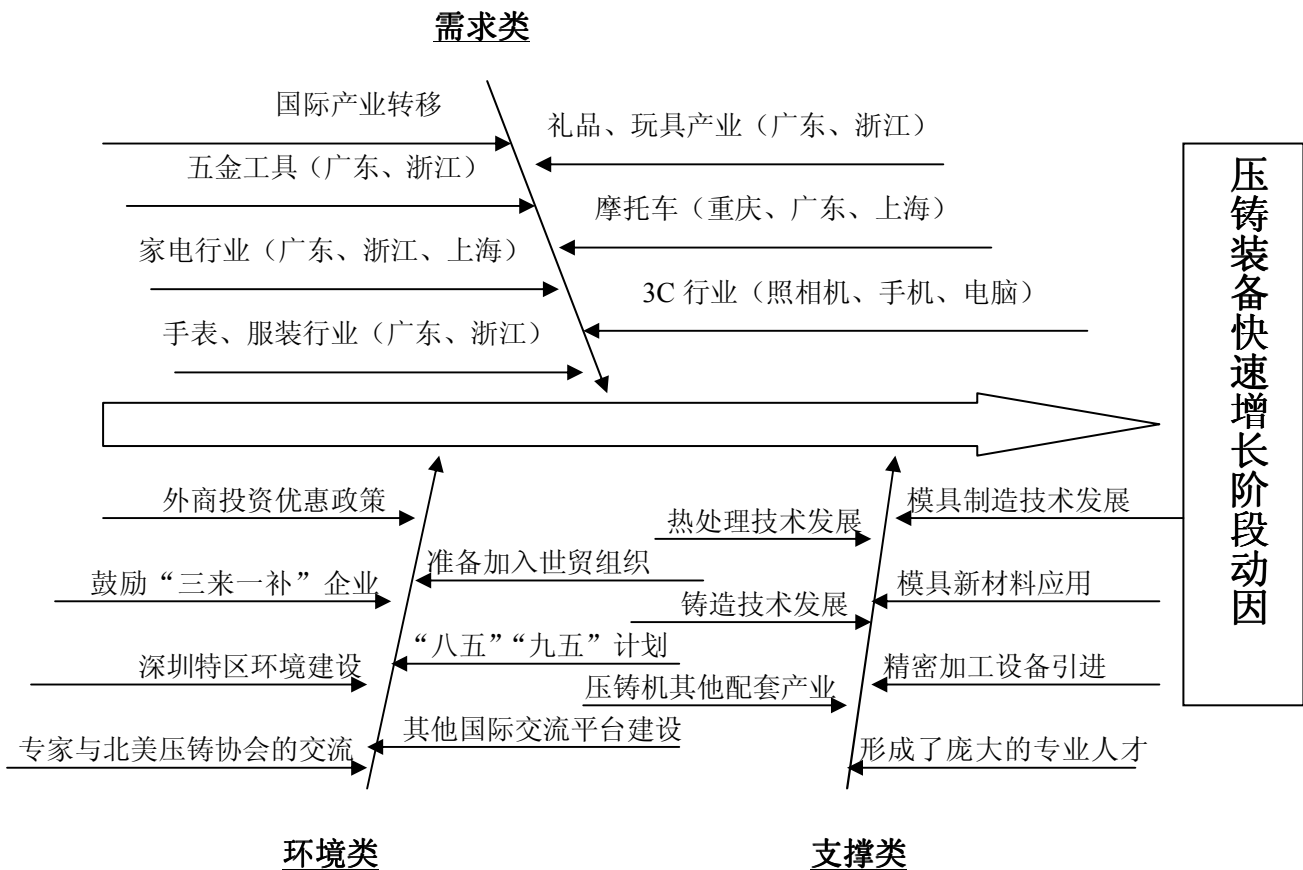 需求类
国际产业转移
礼品、玩具产业（广东、浙江）
五金工具（广东、浙江）
摩托车（重庆、广东、上海）
家电行业（广东、浙江、上海）
3C 行业（照相机、手机、电脑）
手表、服装行业（广东、浙江）
压铸装备快速增长阶段动因
外商投资优惠政策
准备加入世贸组织
鼓励“三来一补”企业
“八五”“九五”计划
深圳特区环境建设
其他国际交流平台建设
专家与北美压铸协会的交流
环境类
热处理技术发展
模具制造技术发展
铸造技术发展
模具新材料应用
压铸机其他配套产业
精密加工设备引进
形成了庞大的专业人才
支撑类